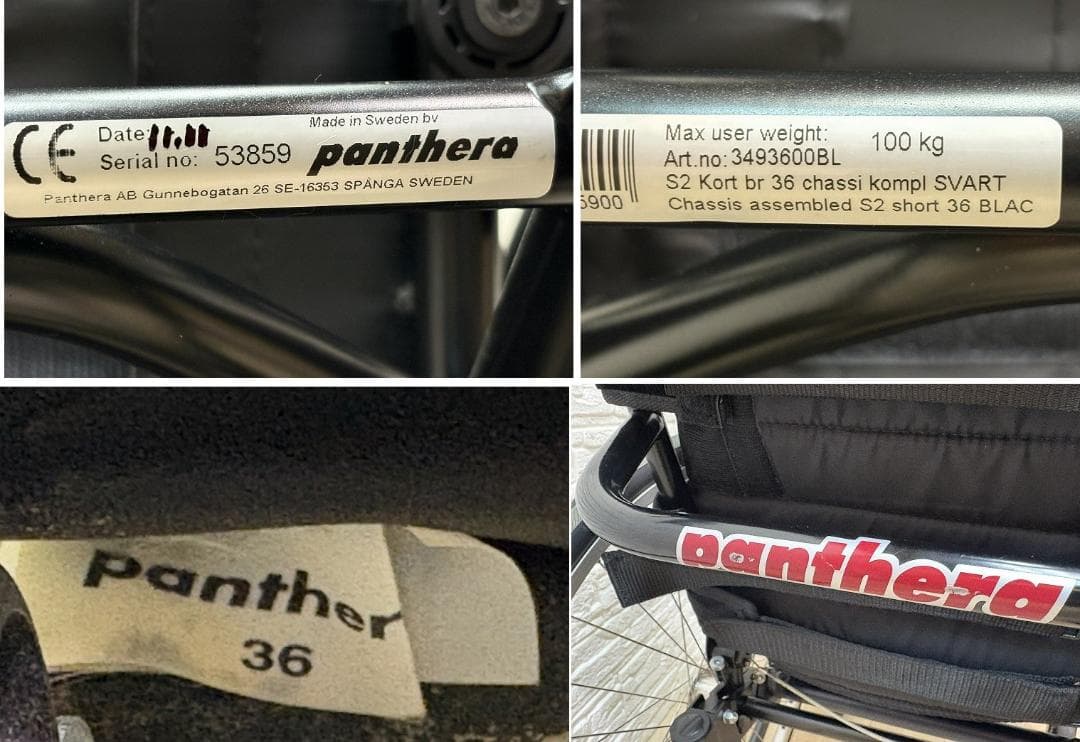 CE Date:
Serial no: 53859
Made in Sweden by
panthera
Panthera AB Gunnebogatan 26 SE-16353 SPÅNGA SWEDEN
Max user weight: 100 kg
Art.no: 3493600BL
5900 S2 Kort br 36 chassi kompl SVART
Chassis assembled S2 short 36 BLAC
panther
36
panthera